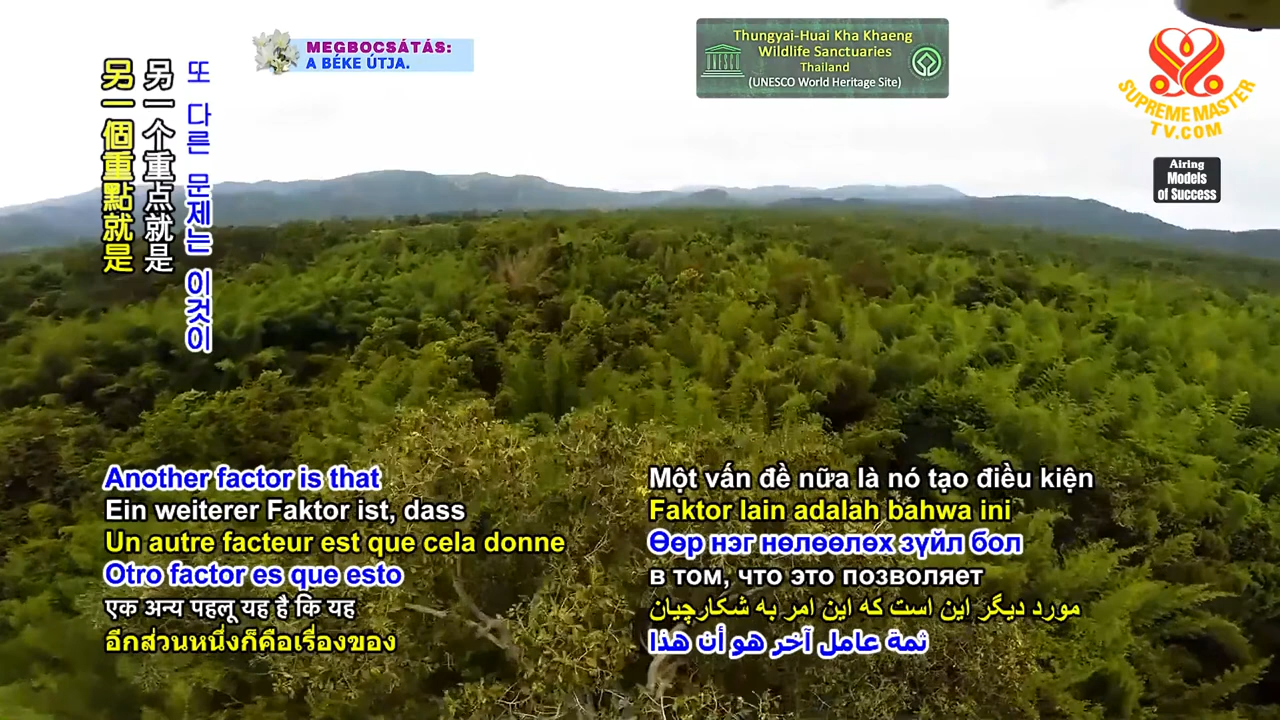 MEGBOCSÁTÁS:
A BÉKE ÚTJA.
Thungyai-Huai Kha Khaeng
Wildlife Sanctuaries
Thailand
(UNESCO World Heritage Site)
SUPREME MASTER
TV.COM
Airing
Models
of Success
또 다른 문제는 이것이
另一个重点就是
另一個重點就是
Another factor is that
Ein weiterer Faktor ist, dass
Un autre facteur est que cela donne
Otro factor es que esto
एक अन्य पहलू यह है कि यह
อีกส่วนหนึ่งก็คือเรื่องของ
Một vấn đề nữa là nó tạo điều kiện
Faktor lain adalah bahwa ini
Өөр нэг нөлөөлөх зүйл бол
в том, что это позволяет
مورد دیگر این است که این امر به شکارچیان
ثمة عامل آخر هو أن هذا